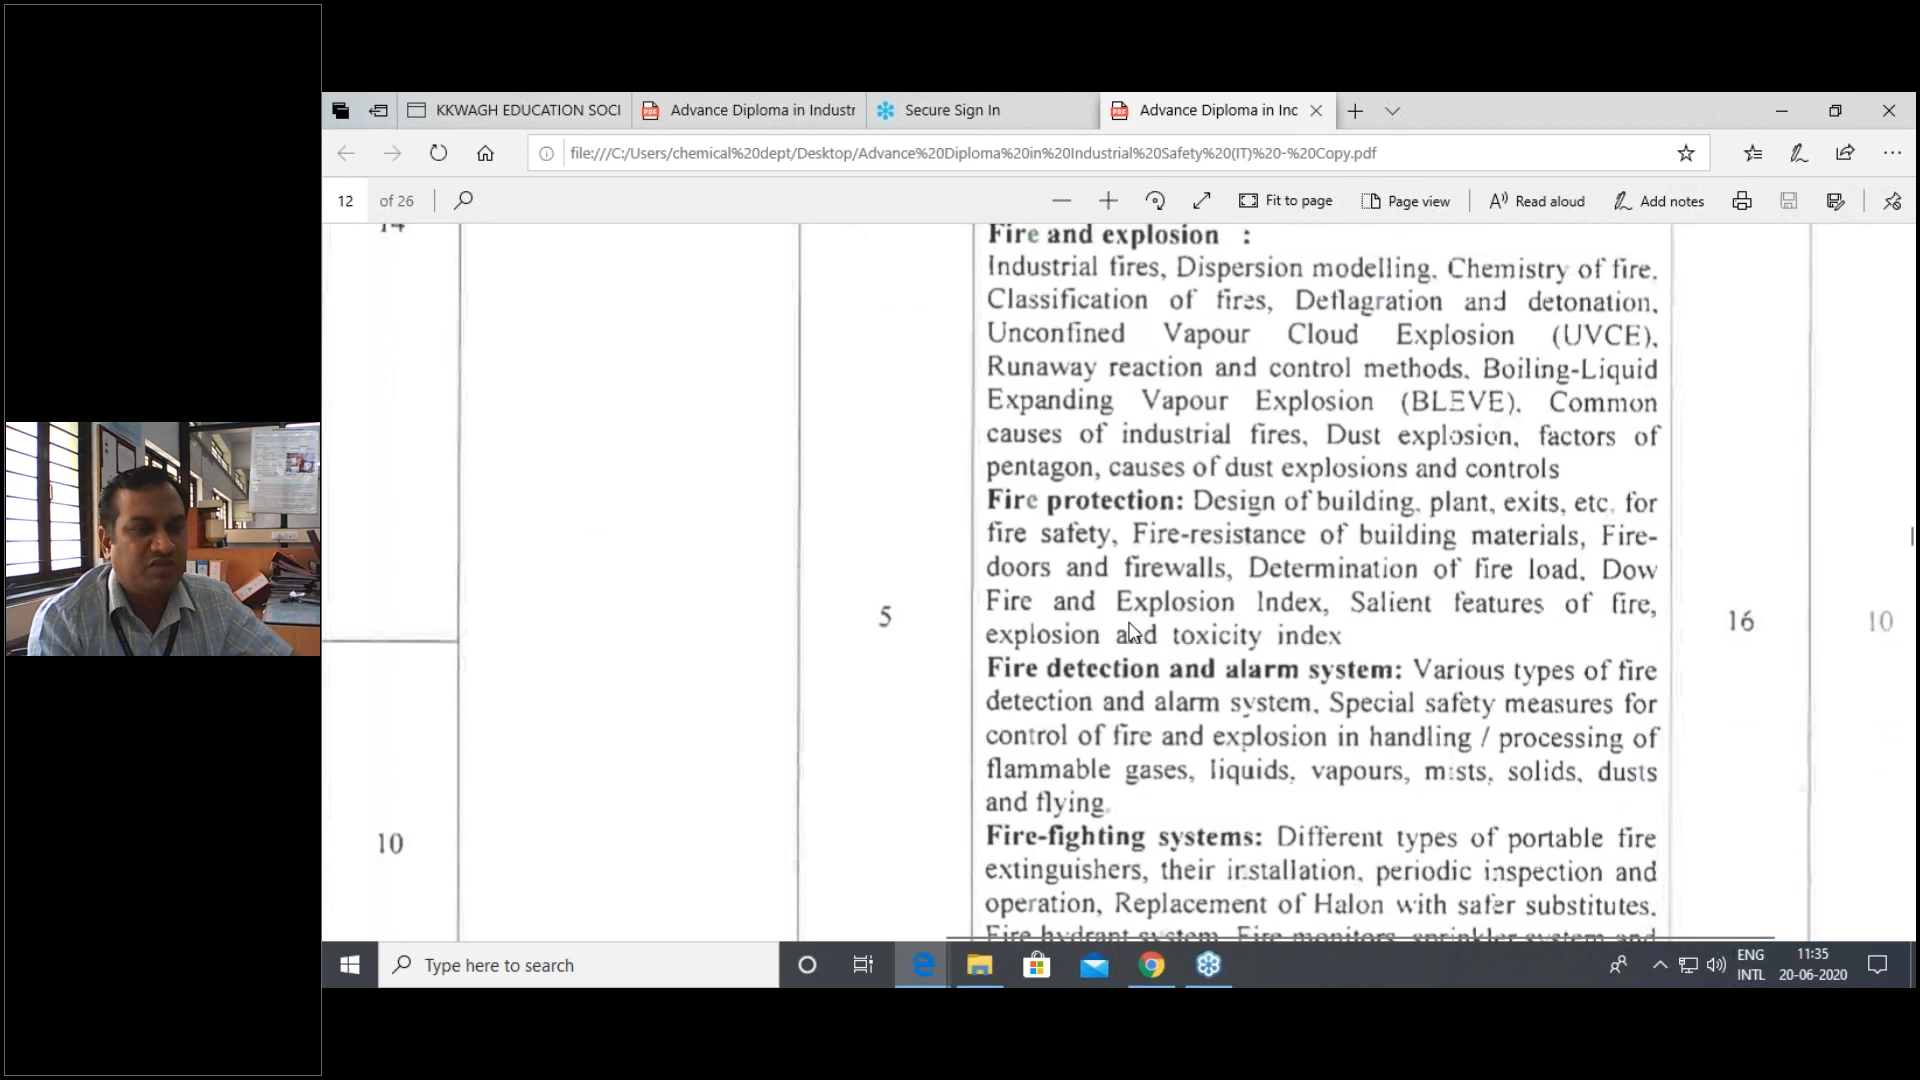 KKWAGH EDUCATION SOCI
Advance Diploma in Industr
Secure Sign In
Advance Diploma in Inc
file:///C:/Users/chemical%20dept/Desktop/Advance%20Diploma%20in%20Industrial%20Safety%20(IT)%20-%20Copy.pdf
12 of 26
Fit to page
Page view
Read aloud
Add notes
14
Fire and explosion :
Industrial fires, Dispersion modelling, Chemistry of fire,
Classification of fires, Deflagration and detonation,
Unconfined Vapour Cloud Explosion (UVCE),
Runaway reaction and control methods, Boiling-Liquid
Expanding Vapour Explosion (BLEVE). Common
causes of industrial fires, Dust explosion, factors of
pentagon, causes of dust explosions and controls
Fire protection: Design of building, plant, exits, etc. for
fire safety, Fire-resistance of building materials, Fire-
doors and firewalls, Determination of fire load, Dow
Fire and Explosion Index, Salient features of fire,
explosion and toxicity index
Fire detection and alarm system: Various types of fire
detection and alarm system, Special safety measures for
control of fire and explosion in handling / processing of
flammable gases, liquids, vapours, mists, solids, dusts
and flying.
Fire-fighting systems: Different types of portable fire
extinguishers, their installation, periodic inspection and
operation, Replacement of Halon with safer substitutes.
Fire hydrant system, Fire monitors, sprinkler system and
5
16
10
10
Type here to search
ENG
INTL
11:35
20-06-2020